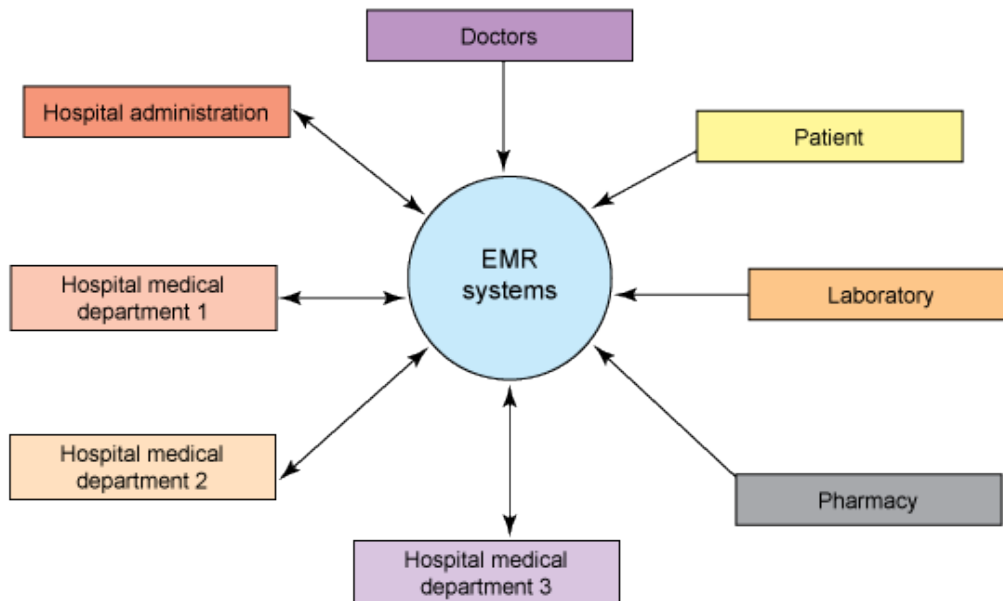 Doctors
Hospital administration
Patient
EMR
systems
Hospital medical
department 1
Laboratory
Hospital medical
department 2
Pharmacy
Hospital medical
department 3